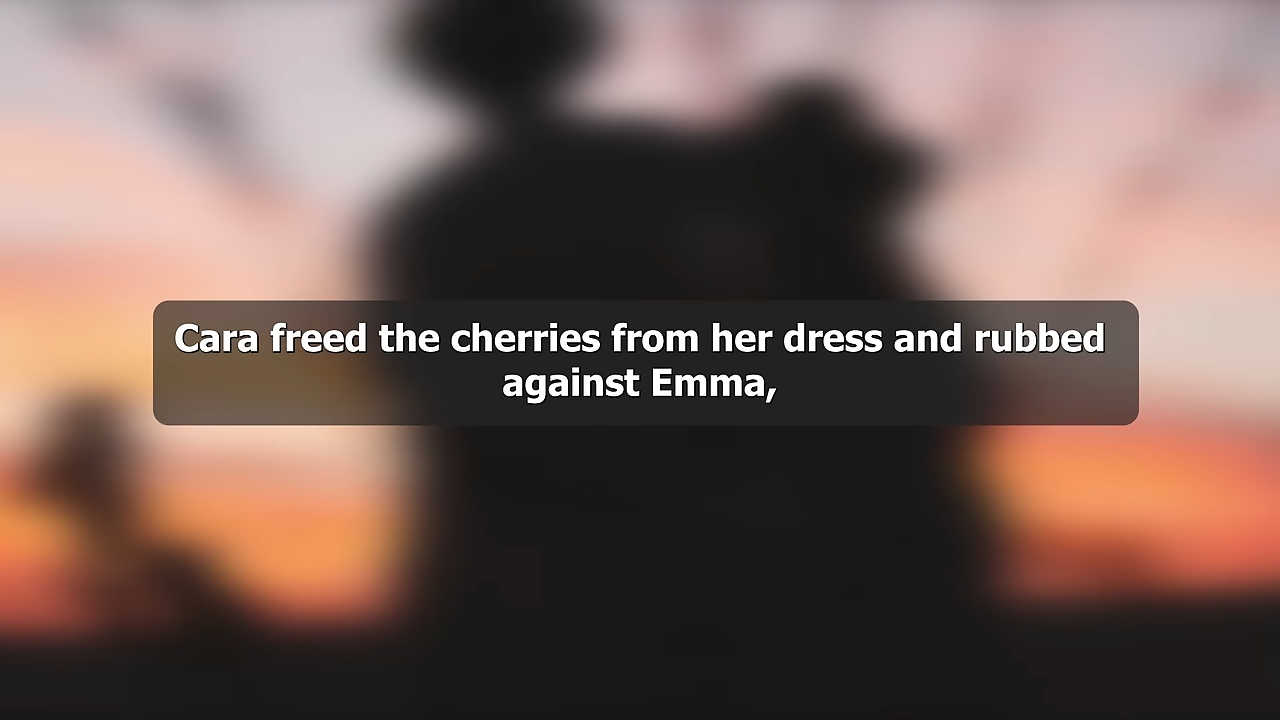 Cara freed the cherries from her dress and rubbed
against Emma,